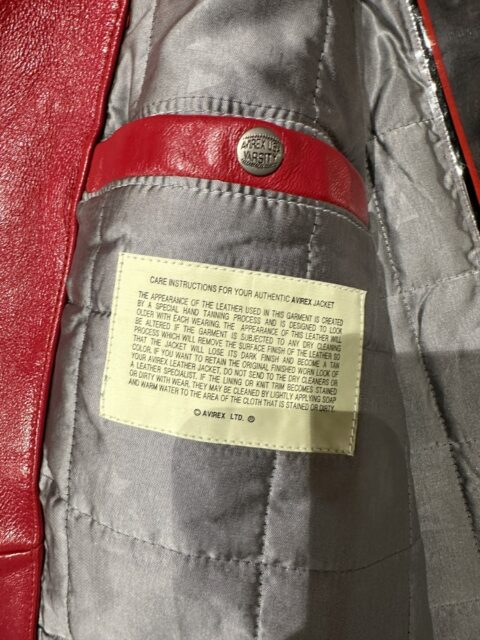 AVIREX LTD.
VARSITY
CARE INSTRUCTIONS FOR YOUR AUTHENTIC AVIREX JACKET
THE APPEARANCE OF THE LEATHER USED IN THIS GARMENT IS CREATED
BY A SPECIAL HAND TANNING PROCESS AND IS DESIGNED TO LOOK
OLDER WITH EACH WEARING. THE APPEARANCE OF THIS LEATHER WILL
BE ALTERED IF THE GARMENT IS SUBJECTED TO ANY DRY CLEANING
PROCESS WHICH WILL REMOVE THE SURFACE FINISH OF THE LEATHER SO
THAT THE JACKET WILL LOSE ITS DARK FINISH AND BECOME A TAN
COLOR. IF YOU WANT TO RETAIN THE ORIGINAL FINISHED WORN LOOK OF
YOUR AVIREX LEATHER JACKET, DO NOT SEND TO THE DRY CLEANERS OR
A LEATHER SPECIALIST. IF THE LINING OR KNIT TRIM BECOMES STAINED
OR DIRTY WITH WEAR, THEY MAY BE CLEANED BY LIGHTLY APPLYING SOAP
AND WARM WATER TO THE AREA OF THE CLOTH THAT IS STAINED OR DIRTY.
© AVIREX LTD. ®